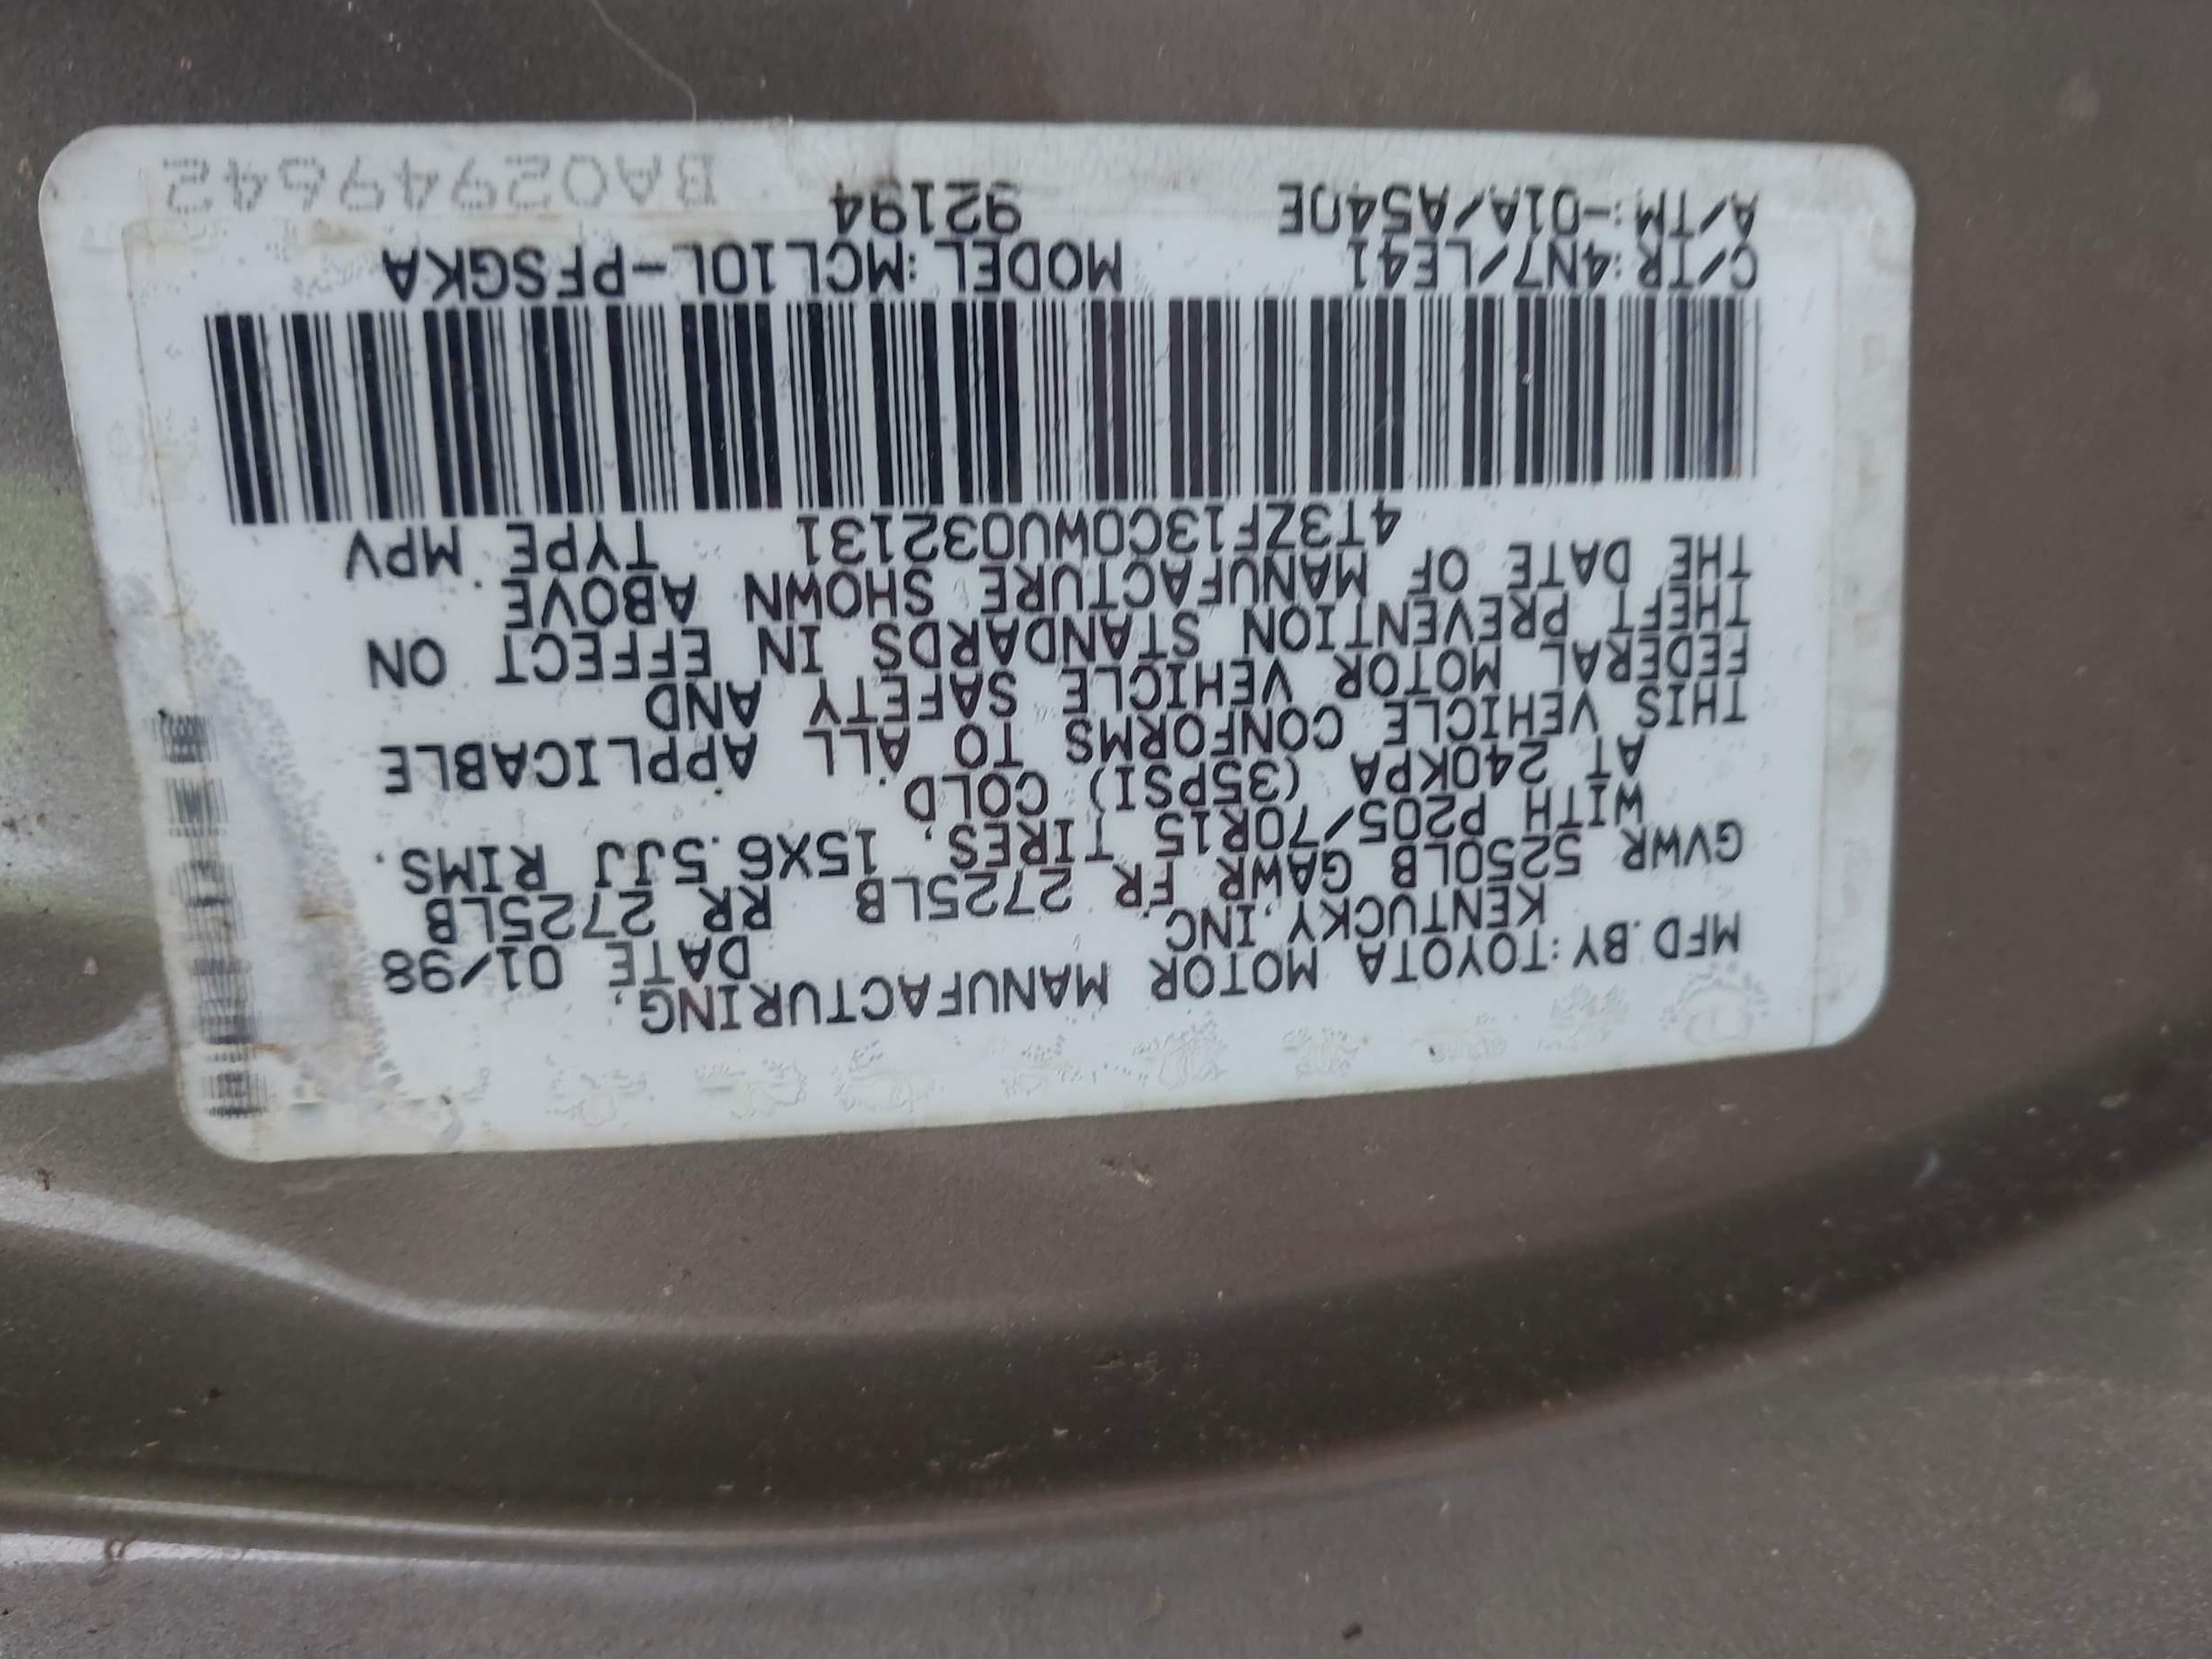 MFD.BY:TOYOTA MOTOR MANUFACTURING.
KENTUCKY.INC. DATE 01/98
GVWR 5250LB GAWR FR 2725LB RR 2725LB
WITH P205/70R15 TIRES, 15X6.5JJ RIMS.
AT 240KPA (35PSI) COLD.
THIS VEHICLE CONFORMS TO ALL APPLICABLE
FEDERAL MOTOR VEHICLE SAFETY AND
THEFT PREVENTION STANDARDS IN EFFECT ON
THE DATE OF MANUFACTURE SHOWN ABOVE.
4T3ZF13C0WU032131 TYPE MPV
C/TR:4N7/LE41 MODEL:MCL10L-PFSGKA
A/TM:-01A/A540E 92194
BA02949642